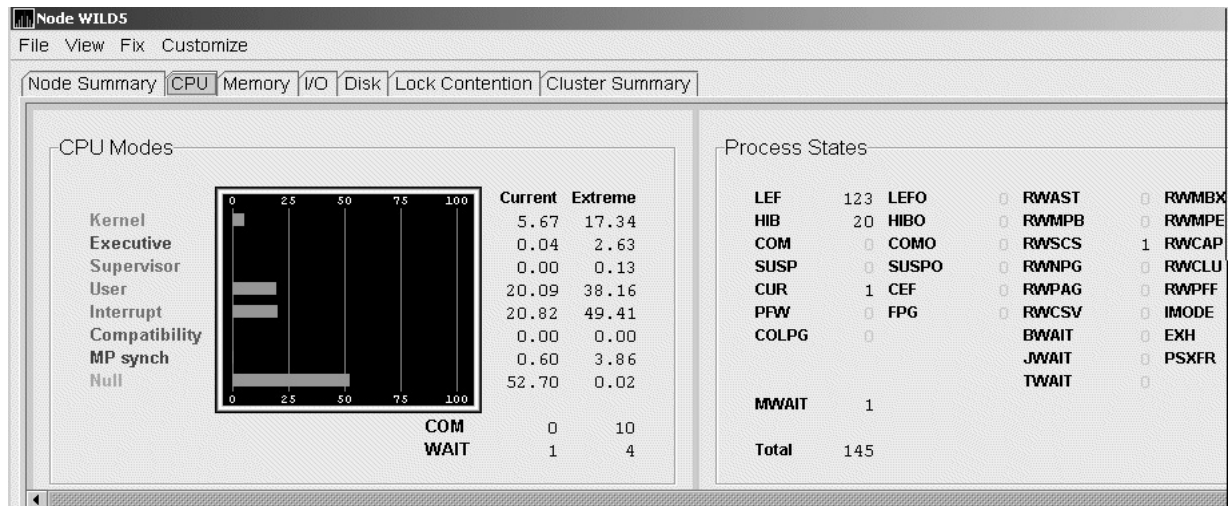 Node WILD5
File View Fix Customize
Node Summary CPU Memory I/O Disk Lock Contention Cluster Summary
CPU Modes
0 25 50 75 100
Current Extreme
Kernel 5.67 17.34
Executive 0.04 2.63
Supervisor 0.00 0.13
User 20.09 38.16
Interrupt 20.82 49.41
Compatibility 0.00 0.00
MP synch 0.60 3.86
Null 52.70 0.02
0 25 50 75 100
COM 0 10
WAIT 1 4
Process States
LEF 123 LEFO 0 RWAST 0 RWMBX
HIB 20 HIBO 0 RWMPB 0 RWMPE
COM 0 COMO 0 RWSCS 1 RWCAP
SUSP 0 SUSPO 0 RWNPG 0 RWCLU
CUR 1 CEF 0 RWPAG 0 RWPFF
PFW 0 FPG 0 RWCSV 0 IMODE
COLPG 0 BWAIT 0 EXH
JWAIT 0 PSXFR
TWAIT 0
MWAIT 1
Total 145